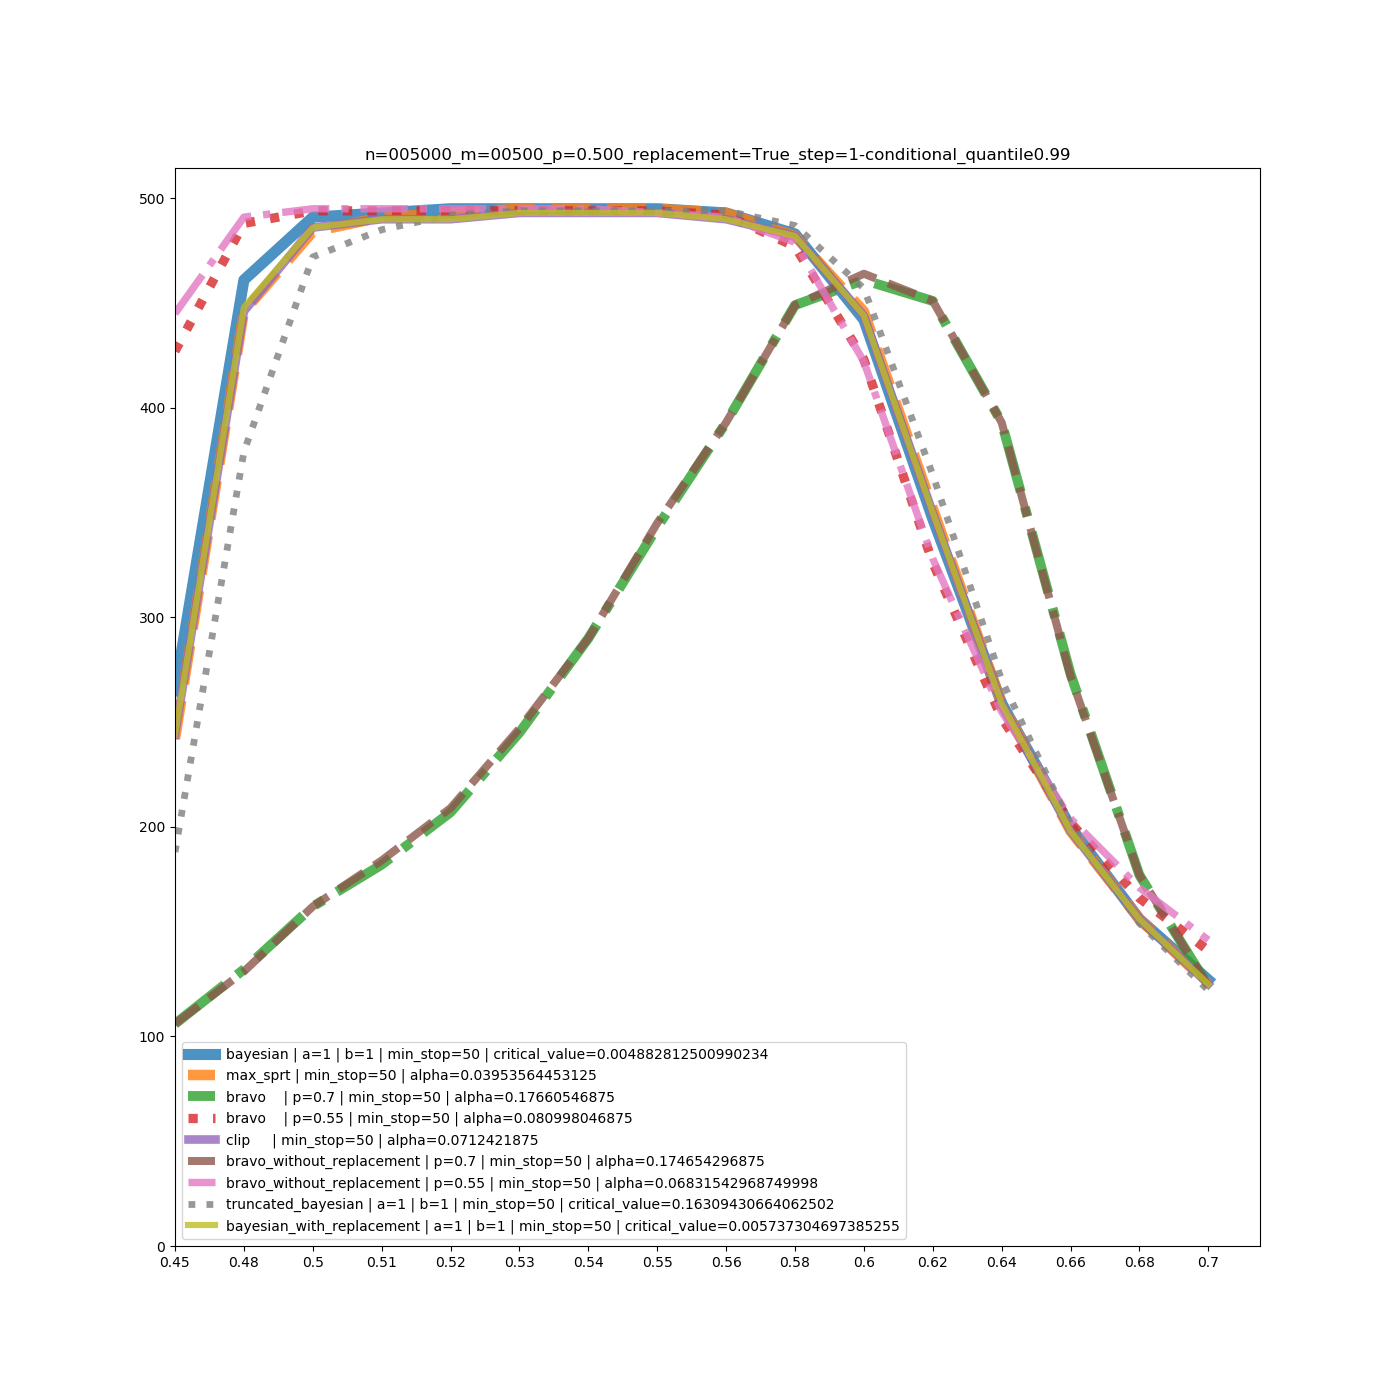 n=005000_m=00500_p=0.500_replacement=True_step=1-conditional_quantile0.99
500
400
300
200
100
0
bayesian | a=1 | b=1 | min_stop=50 | critical_value=0.004882812500990234
max_sprt | min_stop=50 | alpha=0.03953564453125
bravo    | p=0.7 | min_stop=50 | alpha=0.17660546875
bravo    | p=0.55 | min_stop=50 | alpha=0.080998046875
clip     | min_stop=50 | alpha=0.0712421875
bravo_without_replacement | p=0.7 | min_stop=50 | alpha=0.174654296875
bravo_without_replacement | p=0.55 | min_stop=50 | alpha=0.06831542968749998
truncated_bayesian | a=1 | b=1 | min_stop=50 | critical_value=0.16309430664062502
bayesian_with_replacement | a=1 | b=1 | min_stop=50 | critical_value=0.005737304697385255
0.45 0.48 0.5 0.51 0.52 0.53 0.54 0.55 0.56 0.58 0.6 0.62 0.64 0.66 0.68 0.7